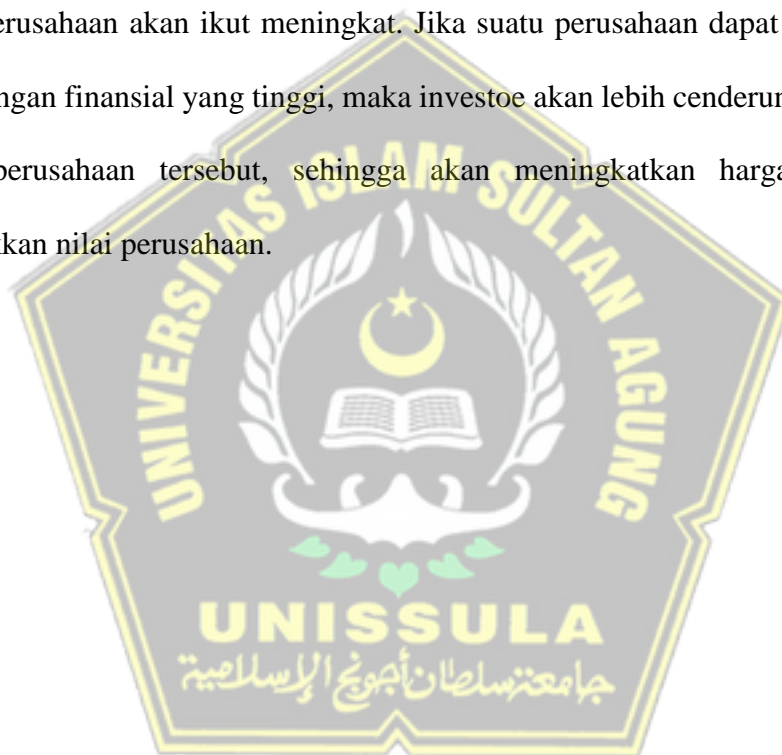 erusahaan akan ikut meningkat. Jika suatu perusahaan dapat
ngan finansial yang tinggi, maka investoe akan lebih cenderun
perusahaan tersebut, sehingga akan meningkatkan harga
kkan nilai perusahaan.
UNIVERSITAS ISLAM SULTAN AGUNG
UNISSULA
جامعة سلطان أجونج الإسلامية